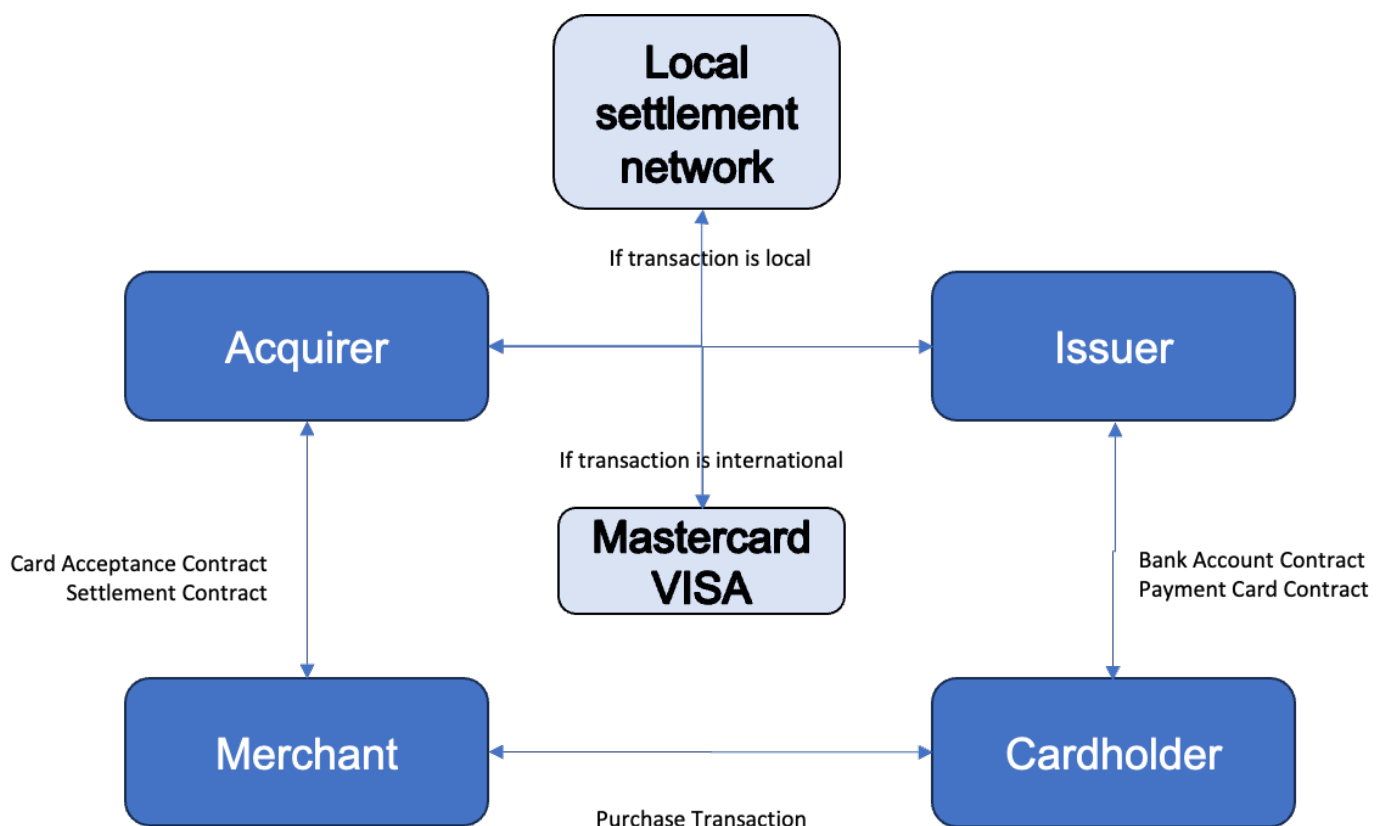 Local
settlement
network
If transaction is local
Acquirer
Issuer
If transaction is international
Mastercard
VISA
Card Acceptance Contract
Settlement Contract
Bank Account Contract
Payment Card Contract
Merchant
Cardholder
Purchase Transaction